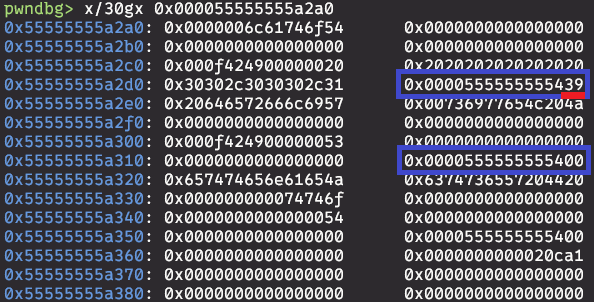 pwndbg> x/30gx 0x000055555555a2a0
0x55555555a2a0: 0x0000006c61746f54 0x0000000000000000
0x55555555a2b0: 0x0000000000000000 0x0000000000000000
0x55555555a2c0: 0x000f424900000020 0x2020202020202020
0x55555555a2d0: 0x30302c3030302c31 0x0000555555555439
0x55555555a2e0: 0x20646572666c6957 0x00736977654c204a
0x55555555a2f0: 0x0000000000000000 0x0000000000000000
0x55555555a300: 0x000f424900000053 0x0000000000000000
0x55555555a310: 0x0000000000000000 0x0000555555555400
0x55555555a320: 0x657474656e61654a 0x6374736557204420
0x55555555a330: 0x000000000074746f 0x0000000000000000
0x55555555a340: 0x0000000000000054 0x0000000000000000
0x55555555a350: 0x0000000000000000 0x0000555555555400
0x55555555a360: 0x0000000000000000 0x0000000000020ca1
0x55555555a370: 0x0000000000000000 0x0000000000000000
0x55555555a380: 0x0000000000000000 0x0000000000000000